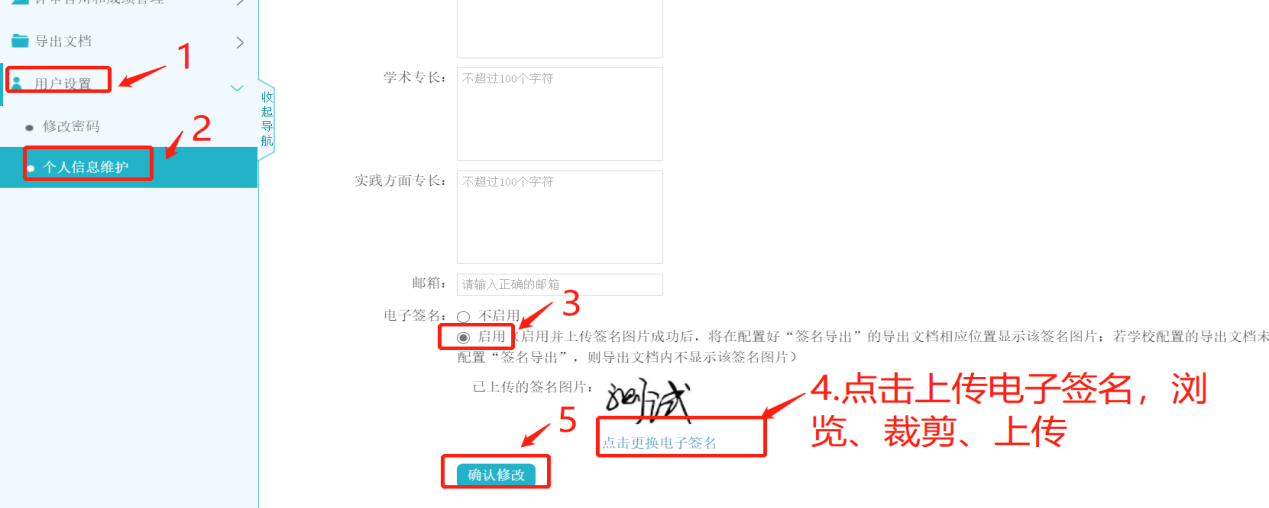 导出文档
1
用户设置
收起导航
修改密码
2
个人信息维护
学术专长：
不超过100个字符
实践方面专长：
不超过100个字符
邮箱：
请输入正确的邮箱
3
电子签名：
不启用
启用（启用并上传签名图片成功后，将在配置好“签名导出”的导出文档相应位置显示该签名图片；若学校配置的导出文档未
配置“签名导出”，则导出文档内不显示该签名图片）
已上传的签名图片：
测试
4.点击上传电子签名，浏
览、裁剪、上传
点击更换电子签名
5
确认修改